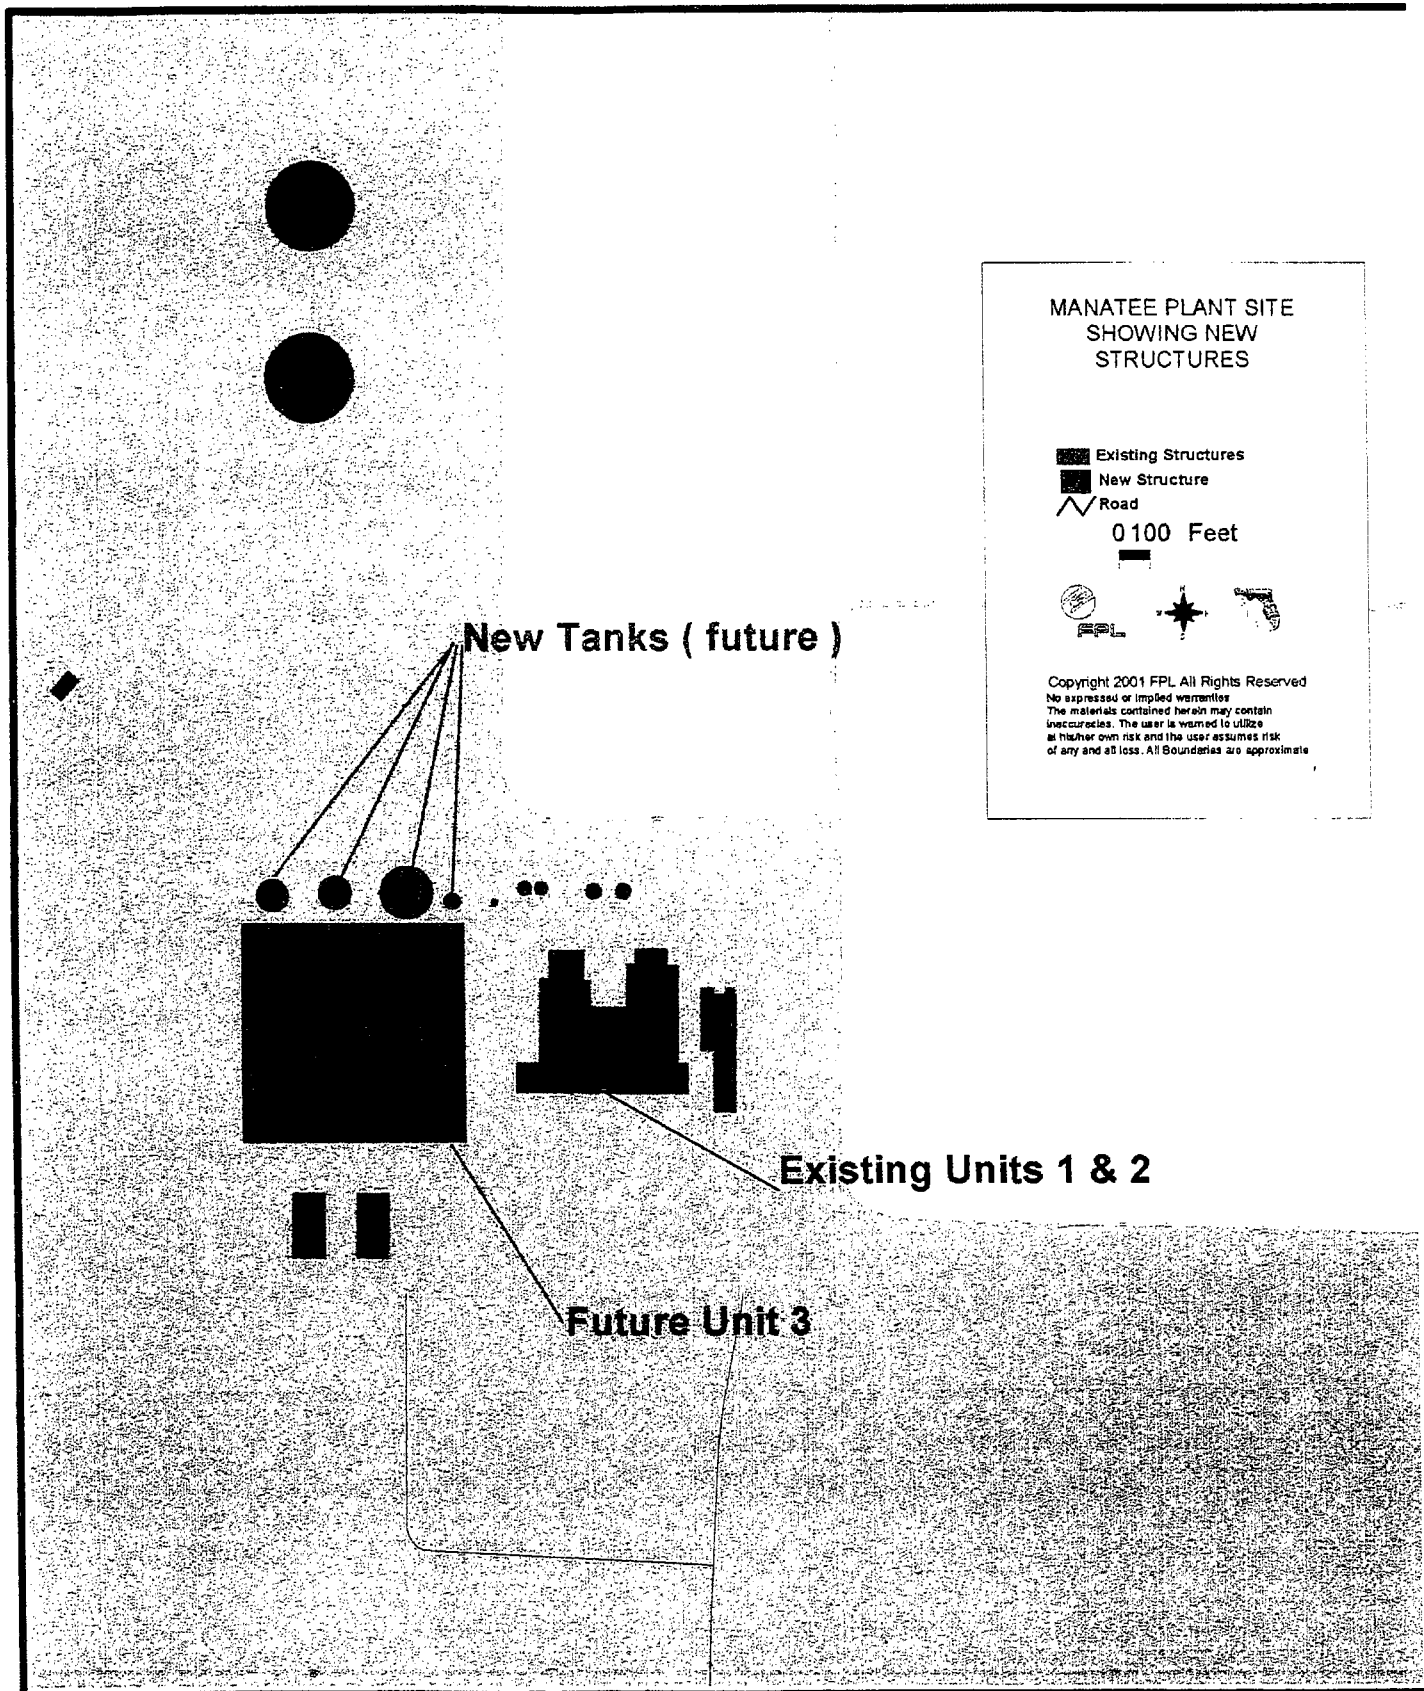 MANATEE PLANT SITE
SHOWING NEW
STRUCTURES
Existing Structures
New Structure
Road
0 100 Feet
FPL
Copyright 2001 FPL All Rights Reserved
No expressed or implied warranties
The materials contained herein may contain
inaccuracies. The user is warned to utilize
at his/her own risk and the user assumes risk
of any and all loss. All Boundaries are approximate
New Tanks ( future )
Existing Units 1 & 2
Future Unit 3